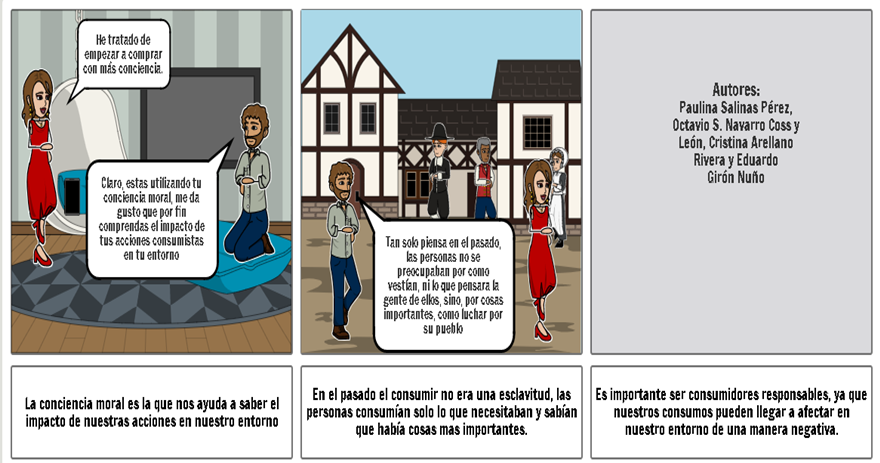 He tratado de
empezar a comprar
con más conciencia.
Claro, estas utilizando tu
conciencia moral, me da
gusto que por fin
comprendas el impacto de
tus acciones consumistas
en tu entorno
Tan solo piensa en el pasado,
las personas no se
preocupaban por como
vestían, ni lo que pensara la
gente de ellos, sino, por cosas
importantes, como luchar por
su pueblo
Autores:
Paulina Salinas Pérez,
Octavio S. Navarro Coss y
León, Cristina Arellano
Rivera y Eduardo
Girón Nuño
La conciencia moral es la que nos ayuda a saber el
impacto de nuestras acciones en nuestro entorno
En el pasado el consumir no era una esclavitud, las
personas consumían solo lo que necesitaban y sabían
que había cosas mas importantes.
Es importante ser consumidores responsables, ya que
nuestros consumos pueden llegar a afectar en
nuestro entorno de una manera negativa.